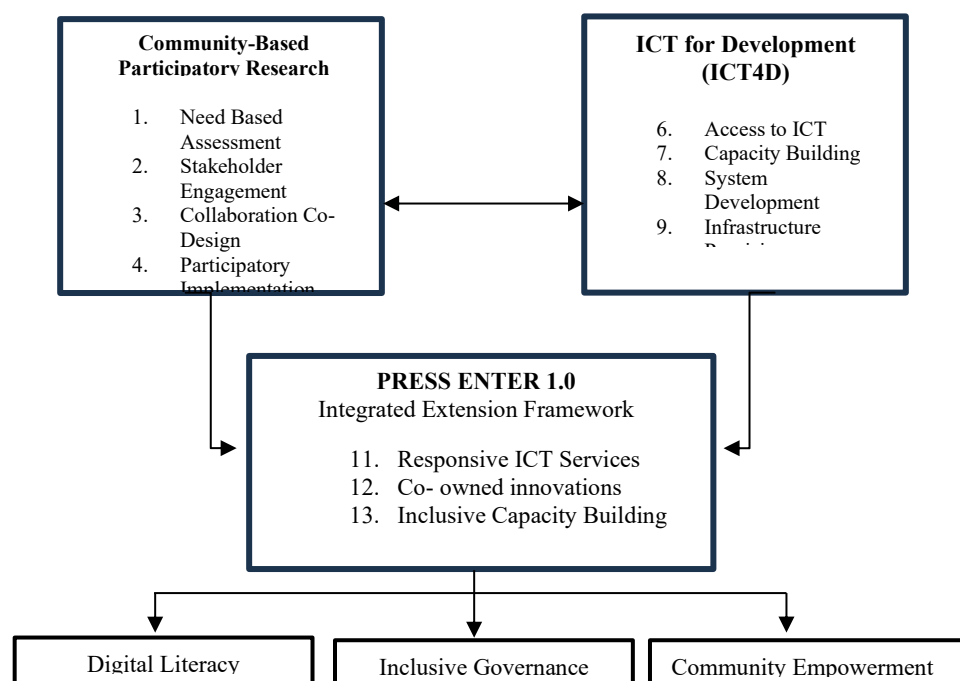 Community-Based
Participatory Research
1. Need Based
Assessment
2. Stakeholder
Engagement
3. Collaboration Co-
Design
4. Participatory
Implementation
ICT for Development
(ICT4D)
6. Access to ICT
7. Capacity Building
8. System
Development
9. Infrastructure
PRESS ENTER 1.0
Integrated Extension Framework
11. Responsive ICT Services
12. Co- owned innovations
13. Inclusive Capacity Building
Digital Literacy
Inclusive Governance
Community Empowerment